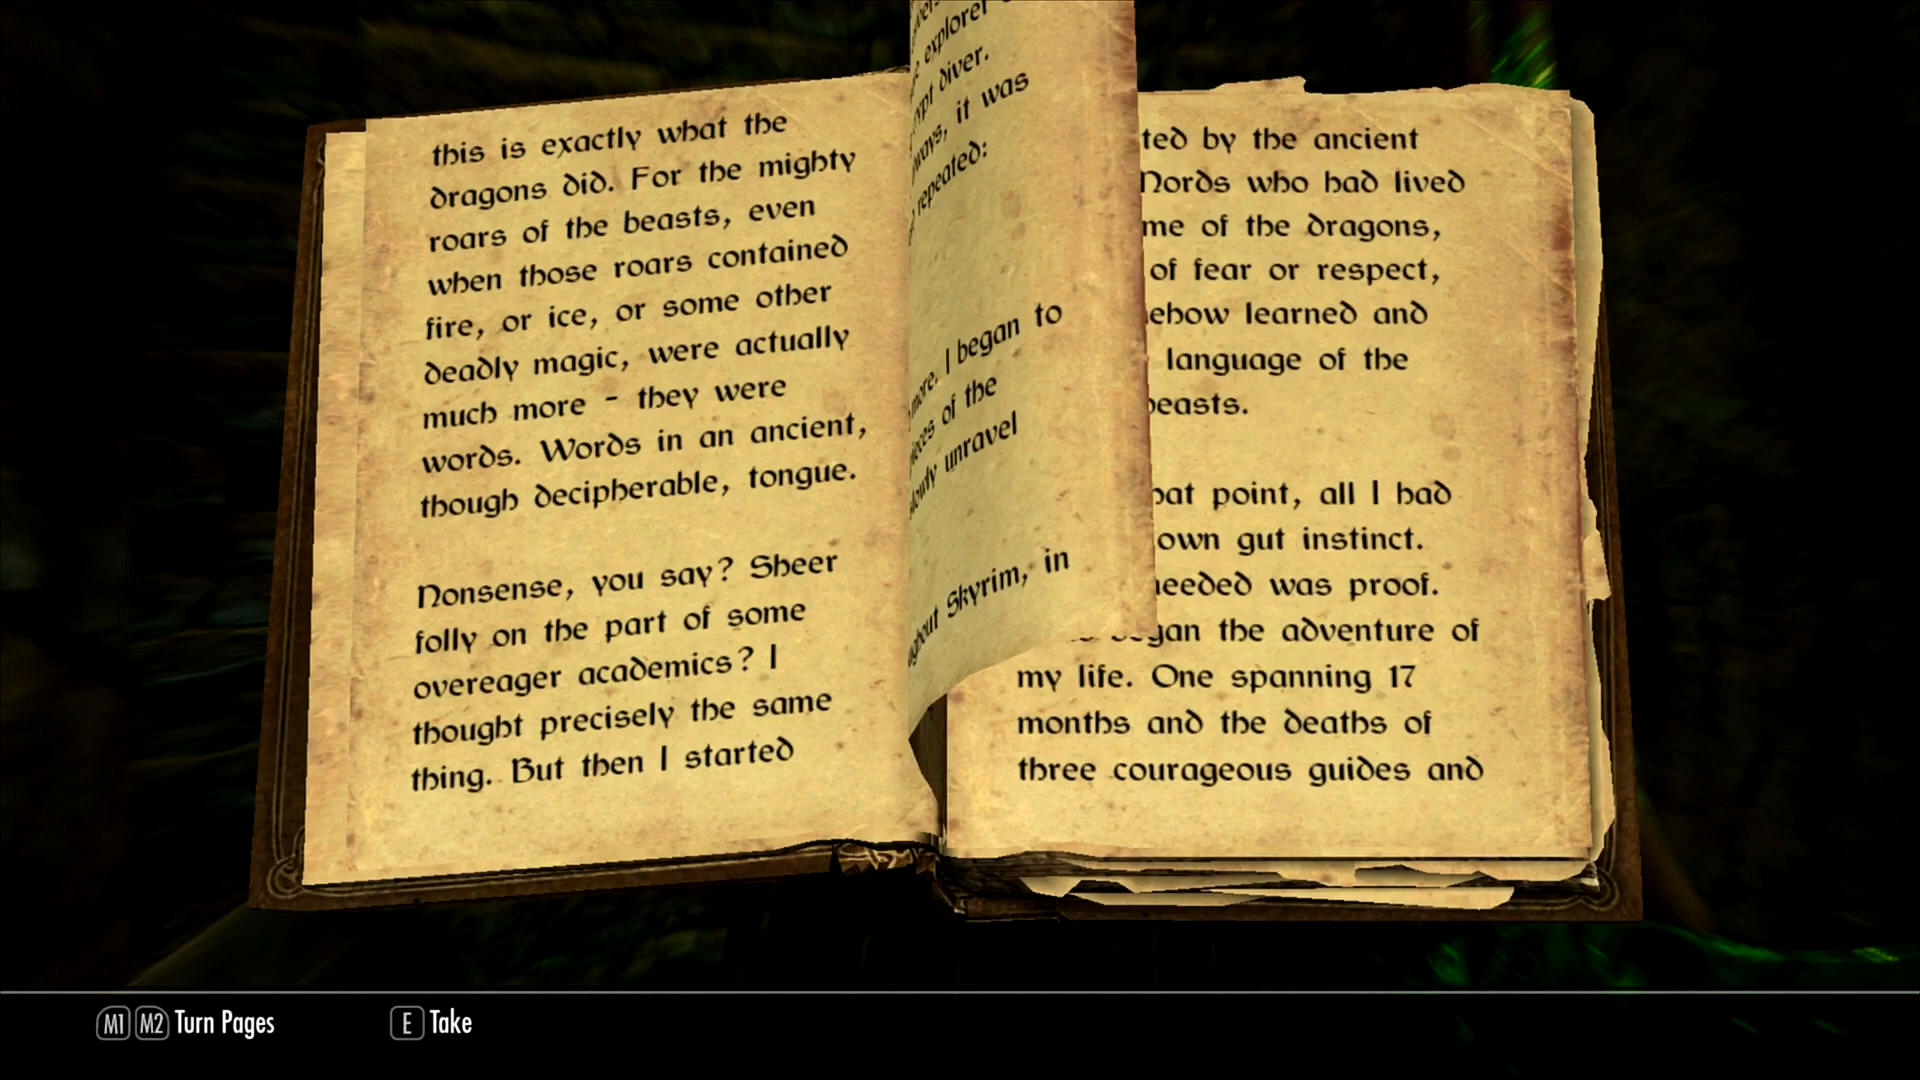 this is exactly what the
dragons did. For the mighty
roars of the beasts, even
when those roars contained
fire, or ice, or some other
deadly magic, were actually
much more - they were
words. Words in an ancient,
though decipherable, tongue.
Nonsense, you say? Sheer
folly on the part of some
overeager academics? I
thought precisely the same
thing. But then I started
explorer
diver.
it was
repeated:
more. I began to
of the
unravel
Skyrim, in
by the ancient
Nords who had lived
of the dragons,
of fear or respect,
learned and
language of the
beasts.
point, all I had
own gut instinct.
needed was proof.
the adventure of
my life. One spanning 17
months and the deaths of
three courageous guides and
M1 M2 Turn Pages
E Take